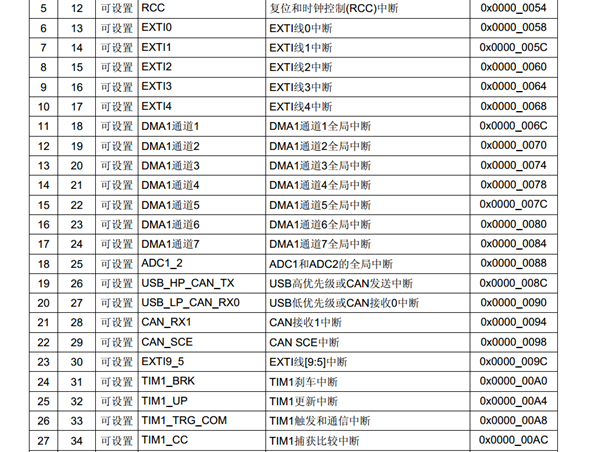 5 12 可设置 RCC 复位和时钟控制(RCC)中断 0x0000_0054
6 13 可设置 EXTI0 EXTI线0中断 0x0000_0058
7 14 可设置 EXTI1 EXTI线1中断 0x0000_005C
8 15 可设置 EXTI2 EXTI线2中断 0x0000_0060
9 16 可设置 EXTI3 EXTI线3中断 0x0000_0064
10 17 可设置 EXTI4 EXTI线4中断 0x0000_0068
11 18 可设置 DMA1通道1 DMA1通道1全局中断 0x0000_006C
12 19 可设置 DMA1通道2 DMA1通道2全局中断 0x0000_0070
13 20 可设置 DMA1通道3 DMA1通道3全局中断 0x0000_0074
14 21 可设置 DMA1通道4 DMA1通道4全局中断 0x0000_0078
15 22 可设置 DMA1通道5 DMA1通道5全局中断 0x0000_007C
16 23 可设置 DMA1通道6 DMA1通道6全局中断 0x0000_0080
17 24 可设置 DMA1通道7 DMA1通道7全局中断 0x0000_0084
18 25 可设置 ADC1_2 ADC1和ADC2的全局中断 0x0000_0088
19 26 可设置 USB_HP_CAN_TX USB高优先级或CAN发送中断 0x0000_008C
20 27 可设置 USB_LP_CAN_RX0 USB低优先级或CAN接收0中断 0x0000_0090
21 28 可设置 CAN_RX1 CAN接收1中断 0x0000_0094
22 29 可设置 CAN_SCE CAN SCE中断 0x0000_0098
23 30 可设置 EXTI9_5 EXTI线[9:5]中断 0x0000_009C
24 31 可设置 TIM1_BRK TIM1刹车中断 0x0000_00A0
25 32 可设置 TIM1_UP TIM1更新中断 0x0000_00A4
26 33 可设置 TIM1_TRG_COM TIM1触发和通信中断 0x0000_00A8
27 34 可设置 TIM1_CC TIM1捕获比较中断 0x0000_00AC